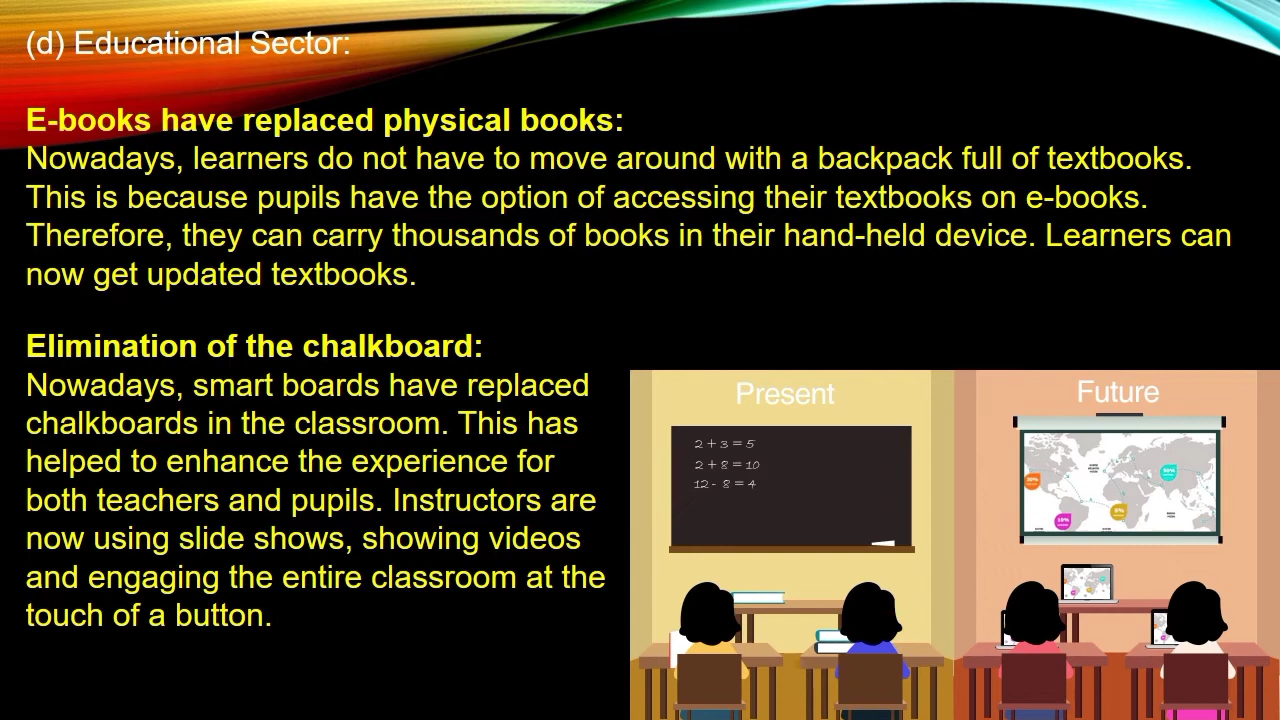 (d) Educational Sector:
E-books have replaced physical books:
Nowadays, learners do not have to move around with a backpack full of textbooks.
This is because pupils have the option of accessing their textbooks on e-books.
Therefore, they can carry thousands of books in their hand-held device. Learners can
now get updated textbooks.
Elimination of the chalkboard:
Nowadays, smart boards have replaced
chalkboards in the classroom. This has
helped to enhance the experience for
both teachers and pupils. Instructors are
now using slide shows, showing videos
and engaging the entire classroom at the
touch of a button.
Present
2 + 3 = 5
2 + 8 = 10
12 - 8 = 4
Future